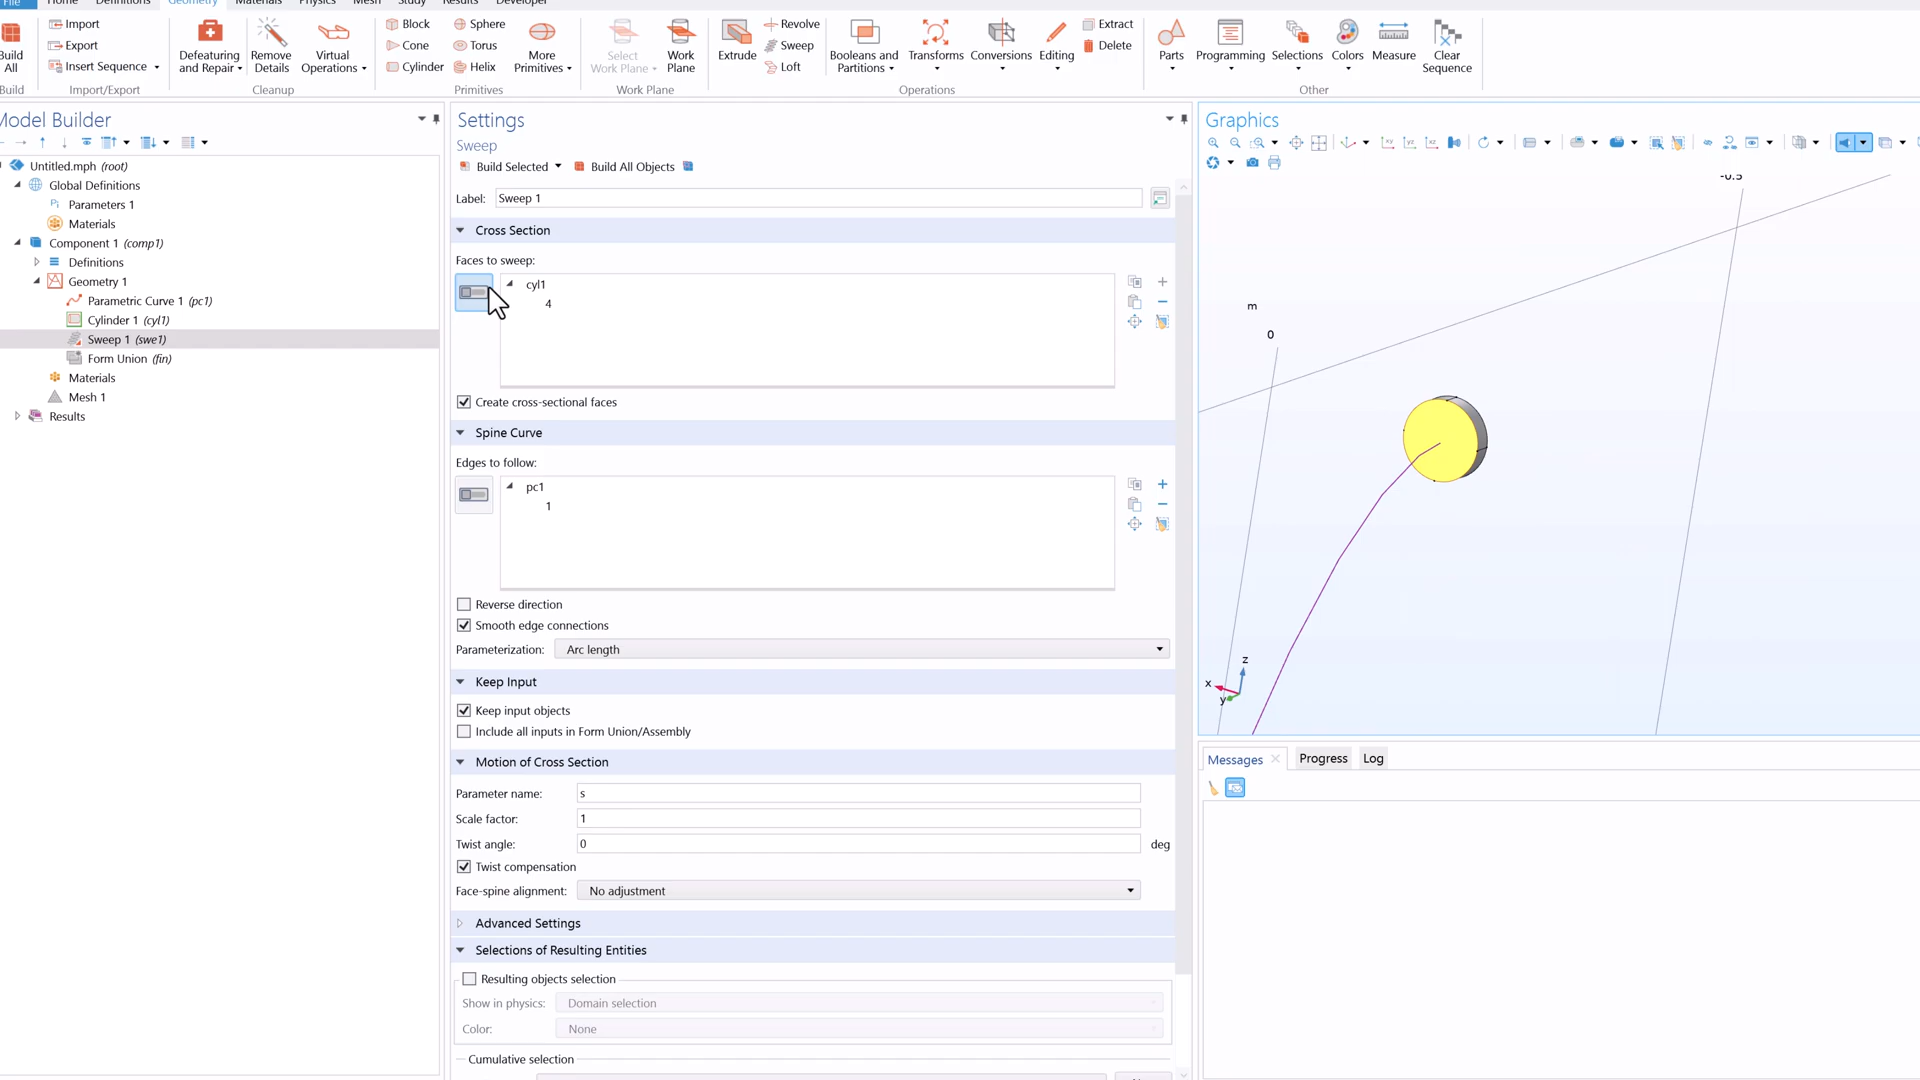 File Home Definitions Geometry Materials Physics Mesh Study Results Developer
Build All
Build
Import
Export
Insert Sequence
Import/Export
Defeaturing and Repair
Remove Details
Virtual Operations
Cleanup
Block
Cone
Cylinder
Sphere
Torus
Helix
More Primitives
Primitives
Select Work Plane
Work Plane
Work Plane
Extrude
Revolve
Sweep
Loft
Booleans and Partitions
Transforms
Conversions
Editing
Extract
Delete
Operations
Parts
Programming
Selections
Colors
Measure
Clear Sequence
Other
Model Builder
Untitled.mph (root)
Global Definitions
Parameters 1
Materials
Component 1 (comp1)
Definitions
Geometry 1
Parametric Curve 1 (pc1)
Cylinder 1 (cyl1)
Sweep 1 (swe1)
Form Union (fin)
Materials
Mesh 1
Results
Settings
Sweep
Build Selected
Build All Objects
Label: Sweep 1
Cross Section
Faces to sweep:
cyl1
4
Create cross-sectional faces
Spine Curve
Edges to follow:
pc1
1
Reverse direction
Smooth edge connections
Parameterization: Arc length
Keep Input
Keep input objects
Include all inputs in Form Union/Assembly
Motion of Cross Section
Parameter name: s
Scale factor: 1
Twist angle: 0 deg
Twist compensation
Face-spine alignment: No adjustment
Advanced Settings
Selections of Resulting Entities
Resulting objects selection
Show in physics: Domain selection
Color: None
Cumulative selection
Graphics
-0.5
m
0
z
x
y
Messages Progress Log